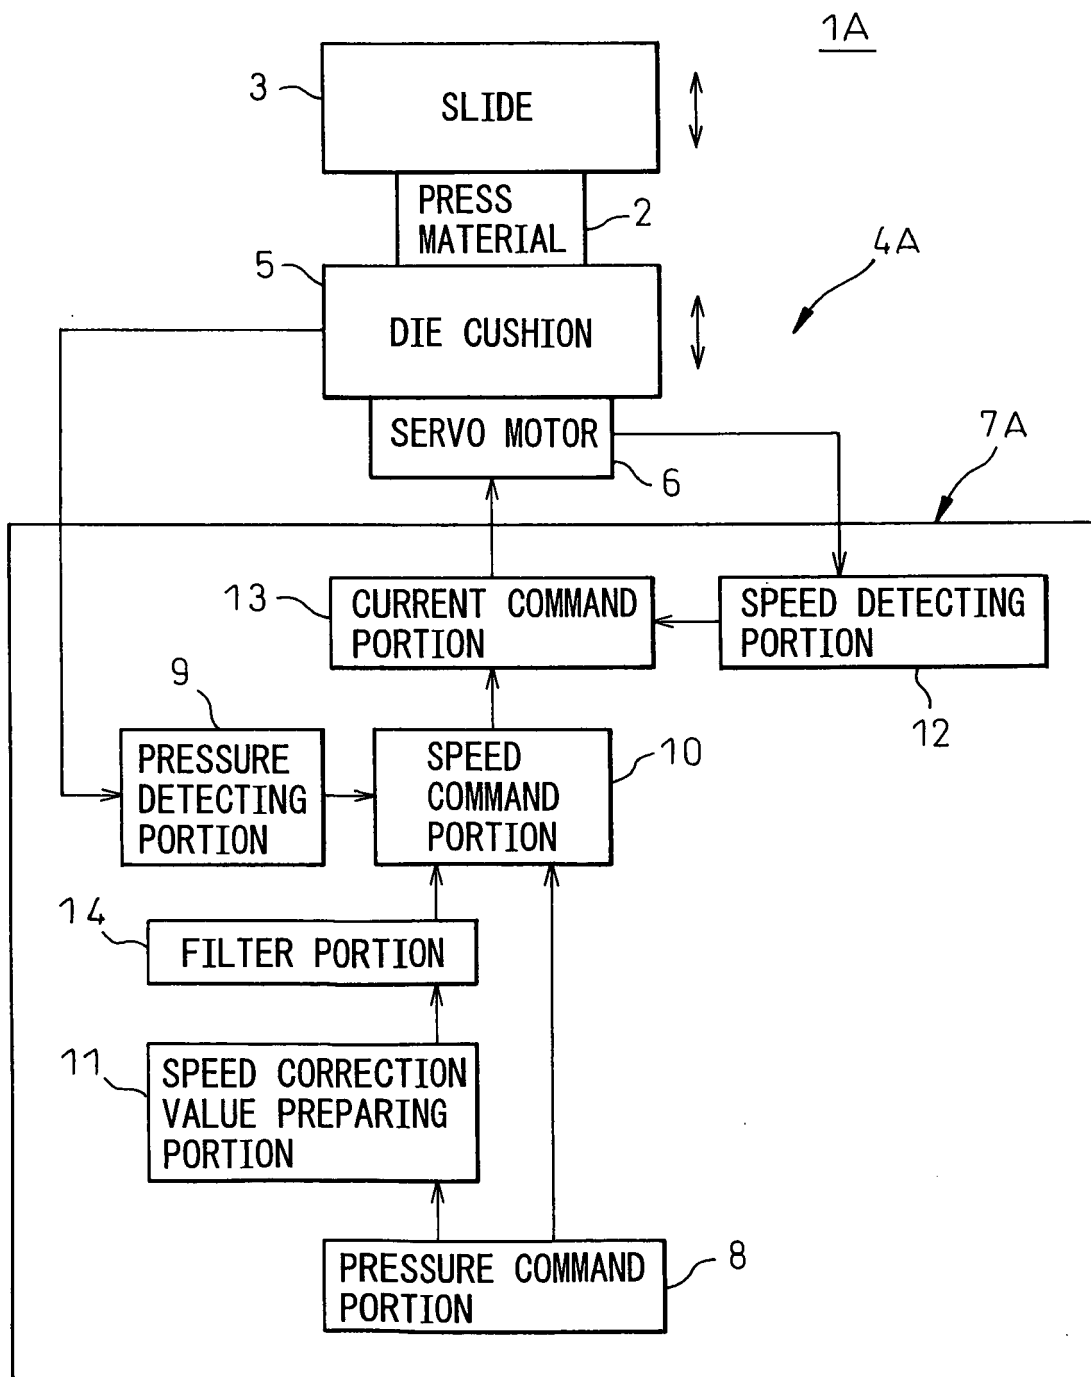 1A
3
SLIDE
PRESS
MATERIAL
2
4A
5
DIE CUSHION
SERVO MOTOR
6
7A
13
CURRENT COMMAND
PORTION
SPEED DETECTING
PORTION
12
9
PRESSURE
DETECTING
PORTION
SPEED
COMMAND
PORTION
10
14
FILTER PORTION
11
SPEED CORRECTION
VALUE PREPARING
PORTION
PRESSURE COMMAND
PORTION
8